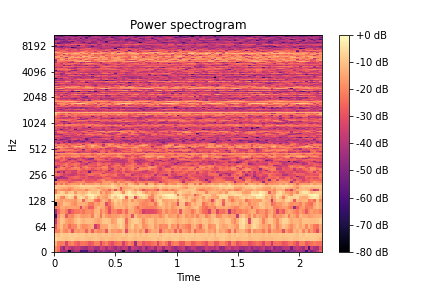 Power spectrogram
8192
4096
2048
1024
512
256
128
64
0
Hz
0
0.5
1
1.5
2
Time
+0 dB
-10 dB
-20 dB
-30 dB
-40 dB
-50 dB
-60 dB
-70 dB
-80 dB